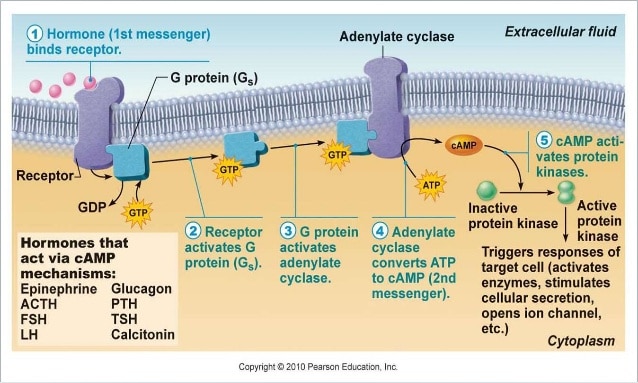 1 Hormone (1st messenger)
binds receptor.
Adenylate cyclase
Extracellular fluid
G protein (Gs)
Receptor
GDP
GTP
GTP
GTP
ATP
cAMP
5 cAMP acti-
vates protein
kinases.
2 Receptor
activates G
protein (Gs).
3 G protein
activates
adenylate
cyclase.
4 Adenylate
cyclase
converts ATP
to cAMP (2nd
messenger).
Inactive
protein kinase
Active
protein
kinase
Triggers responses of
target cell (activates
enzymes, stimulates
cellular secretion,
opens ion channel,
etc.)
Cytoplasm
Hormones that
act via cAMP
mechanisms:
Epinephrine Glucagon
ACTH PTH
FSH TSH
LH Calcitonin
Copyright © 2010 Pearson Education, Inc.